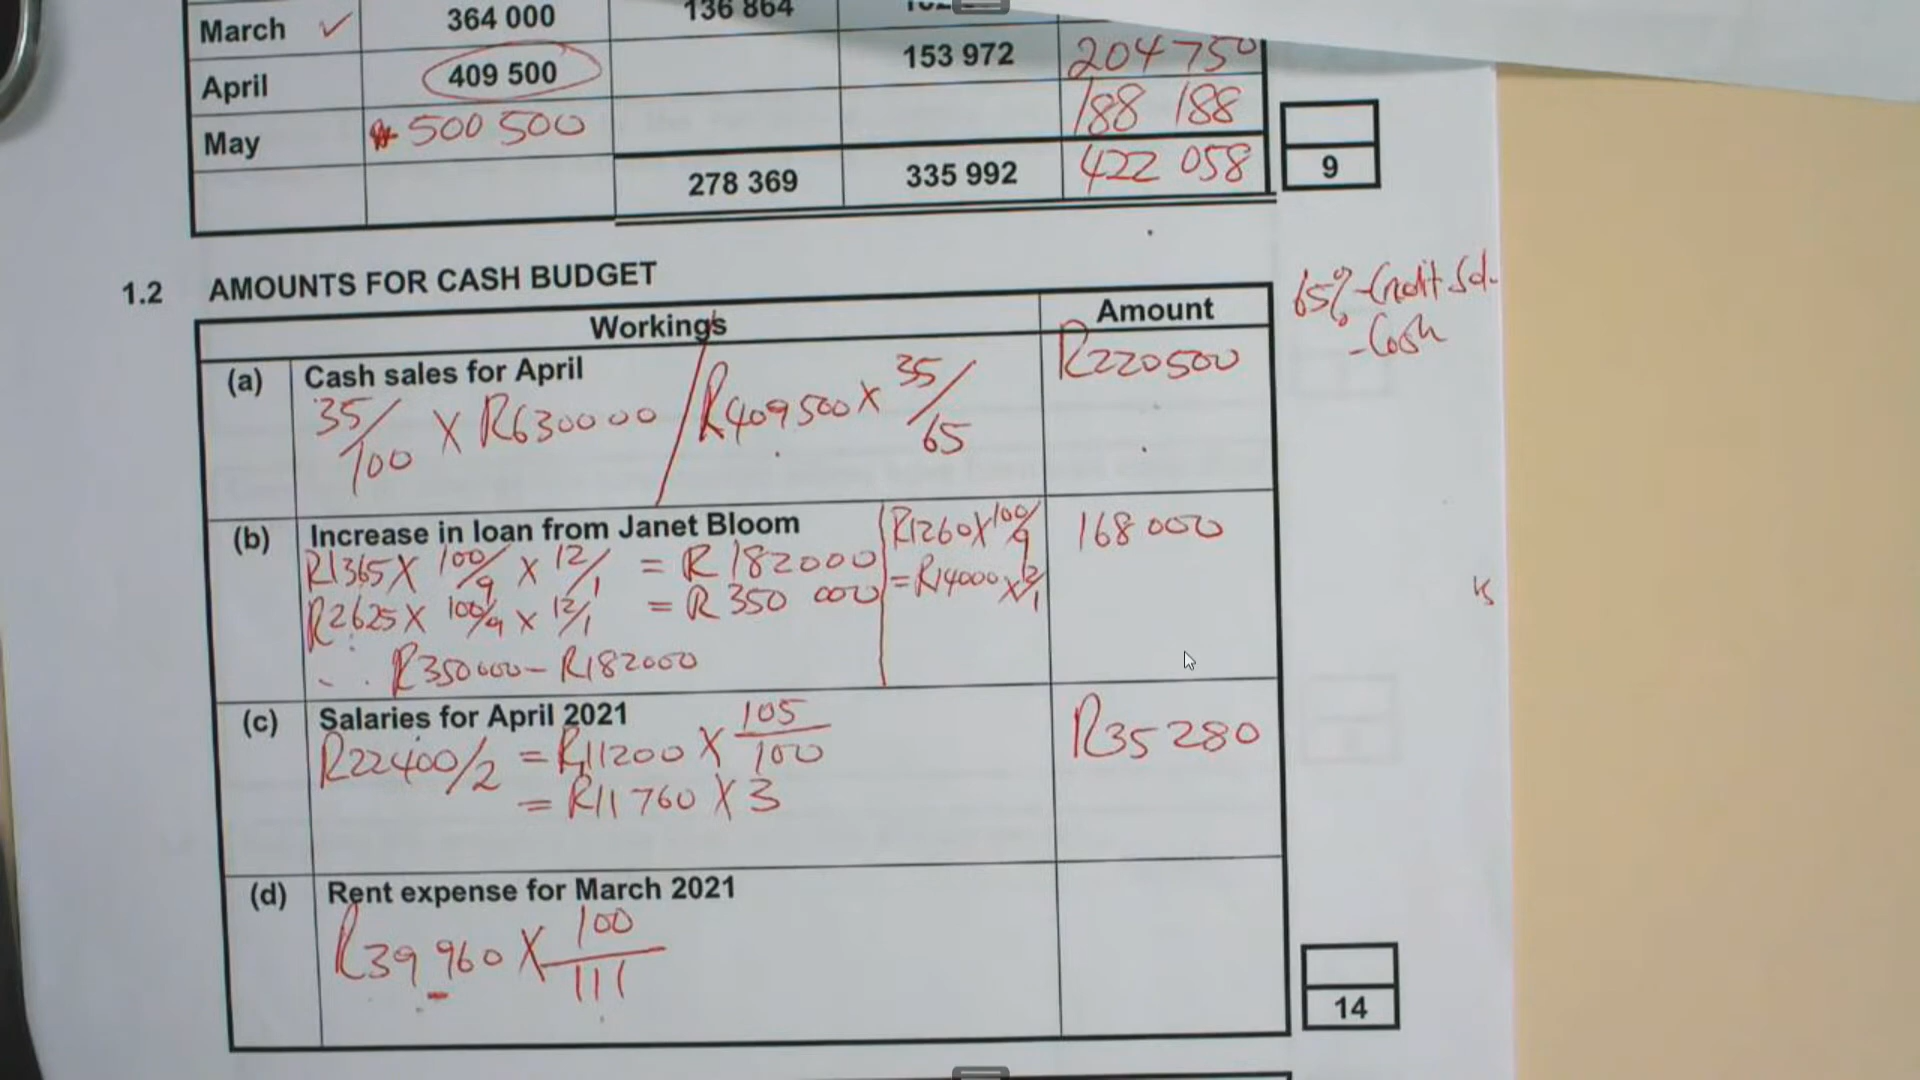 March ✓ 364 000 136 864
April 409 500 153 972 204 750
May 500 500 188 188
278 369 335 992 422 058
9
1.2 AMOUNTS FOR CASH BUDGET
65% - Credit Sal.
- Cash
Workings Amount
(a) Cash sales for April R220500
35/100 X R630000 / R409500 X 35/65
(b) Increase in loan from Janet Bloom 168 000
R1365 X 100/9 X 12/1 = R182000
R2625 X 100/9 X 12/1 = R350 000
R350000 - R182000
R1260 X 100/9
= R14000 X 12/1
(c) Salaries for April 2021 R35 280
R22400/2 = R11200 X 105/100
= R11 760 X 3
(d) Rent expense for March 2021
R39 960 X 100/111
14